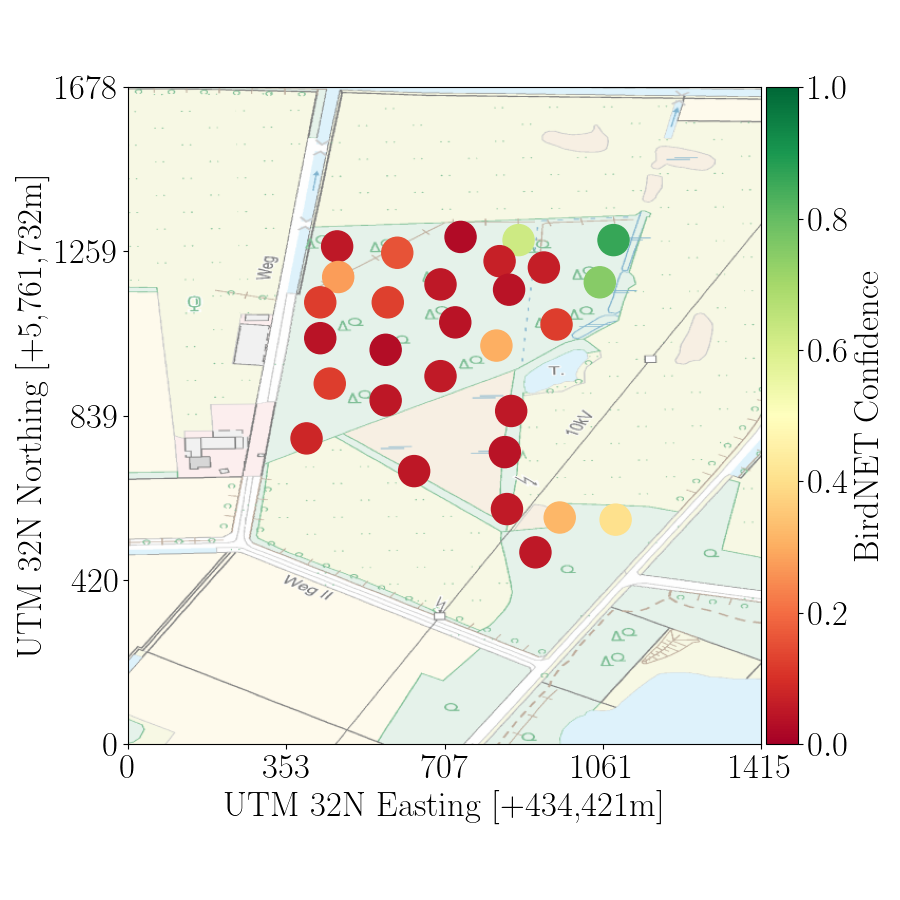 1678
1259
839
420
0
UTM 32N Northing [+5,761,732m]
0
353
707
1061
1415
UTM 32N Easting [+434,421m]
1.0
0.8
0.6
0.4
0.2
0.0
BirdNET Confidence
Weg
T.
10kV
Weg II
W